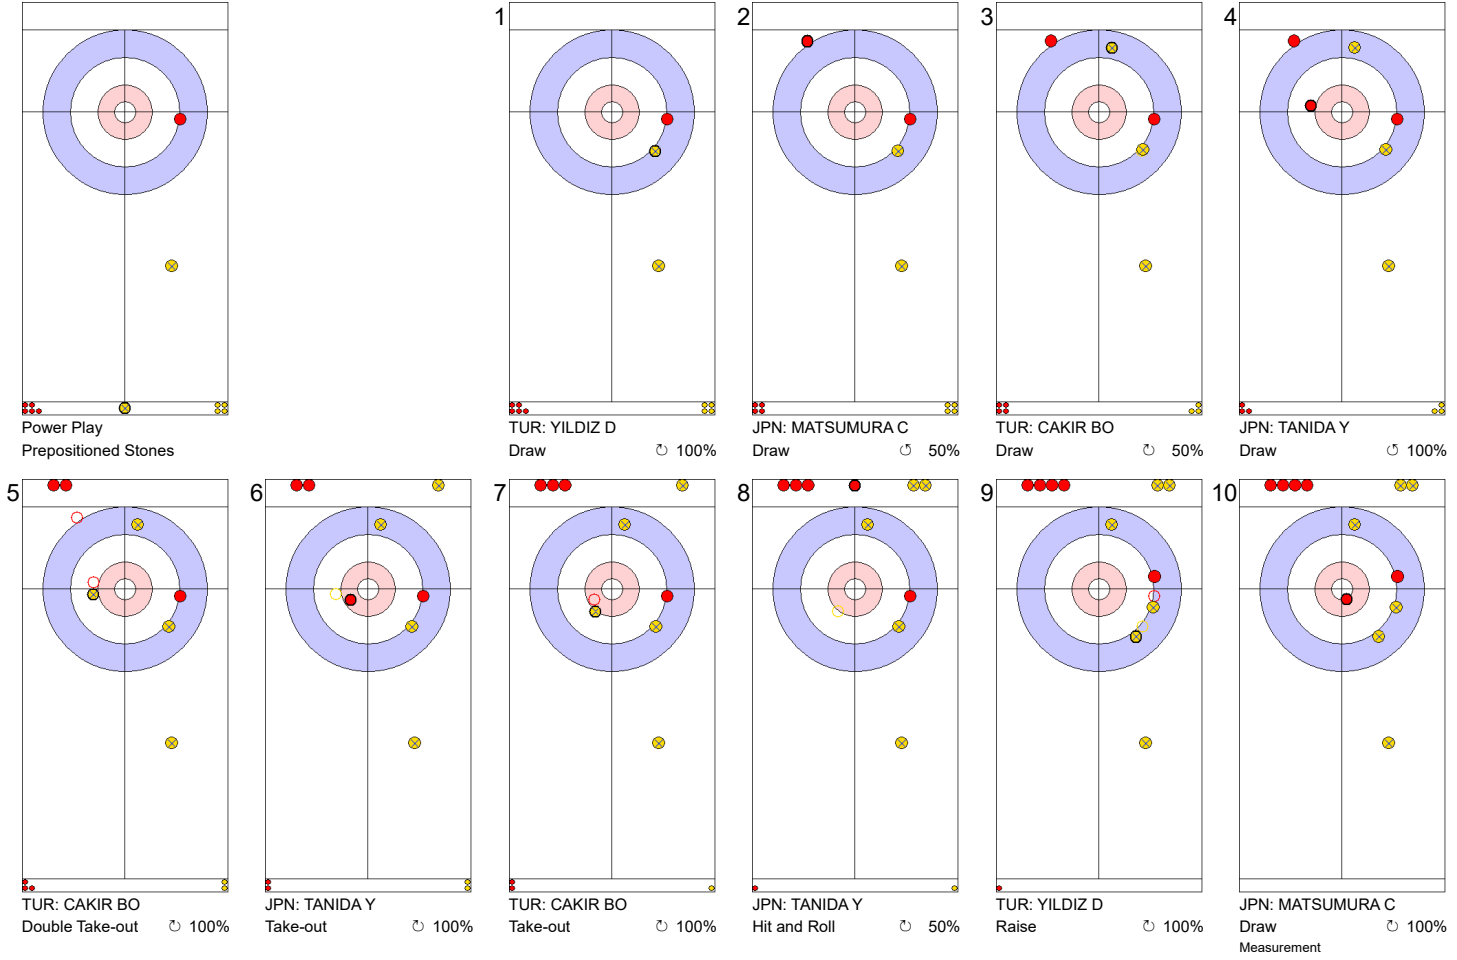 Power Play
Prepositioned Stones
1
TUR: YILDIZ D
Draw ↻ 100%
2
JPN: MATSUMURA C
Draw ↺ 50%
3
TUR: CAKIR BO
Draw ↻ 50%
4
JPN: TANIDA Y
Draw ↺ 100%
5
TUR: CAKIR BO
Double Take-out ↻ 100%
6
JPN: TANIDA Y
Take-out ↻ 100%
7
TUR: CAKIR BO
Take-out ↻ 100%
8
JPN: TANIDA Y
Hit and Roll ↻ 50%
9
TUR: YILDIZ D
Raise ↻ 100%
10
JPN: MATSUMURA C
Draw ↻ 100%
Measurement